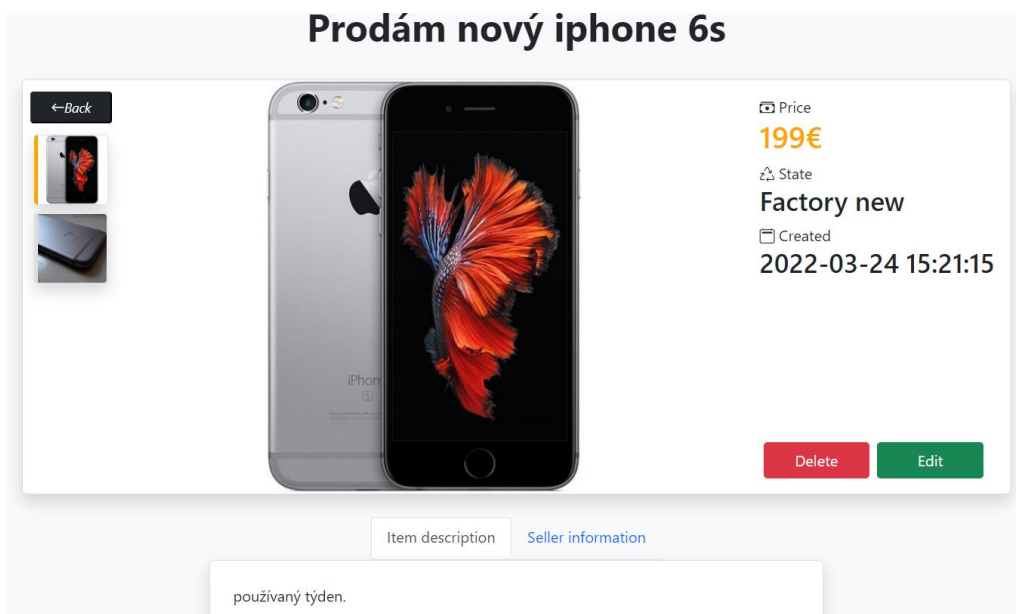 Prodám nový iphone 6s
←Back
Price
199€
State
Factory new
Created
2022-03-24 15:21:15
iPhon
S
Delete
Edit
Item description
Seller information
používaný týden.